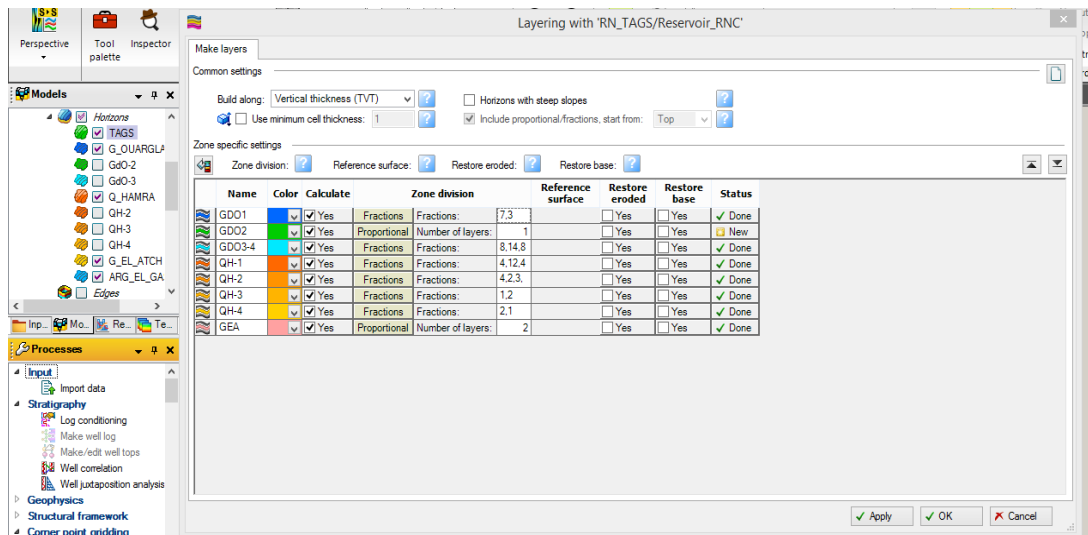 Layering with 'RN_TAGS/Reservoir_RNC'
Perspective
Tool palette
Inspector
Models
Horizons
TAGS
G_OUARGLA
GdO-2
GdO-3
Q_HAMRA
QH-2
QH-3
QH-4
G_EL_ATCH
ARG_EL_GA
Edges
Inp... Mo... Re... Te...
Processes
Input
Import data
Stratigraphy
Log conditioning
Make well log
Make/edit well tops
Well correlation
Well juxtaposition analysis
Geophysics
Structural framework
Corner point gridding
Make layers
Common settings
Build along: Vertical thickness (TVT) ? Horizons with steep slopes ?
Use minimum cell thickness: 1 ? Include proportional/fractions, start from: Top ?
Zone specific settings
Zone division: ? Reference surface: ? Restore eroded: ? Restore base: ?
Name Color Calculate Zone division Reference surface Restore eroded Restore base Status
GDO1 Yes Fractions Fractions: 7,3 Yes Yes Done
GDO2 Yes Proportional Number of layers: 1 Yes Yes New
GDO3-4 Yes Fractions Fractions: 8,14,8 Yes Yes Done
QH-1 Yes Fractions Fractions: 4,12,4 Yes Yes Done
QH-2 Yes Fractions Fractions: 4,2,3, Yes Yes Done
QH-3 Yes Fractions Fractions: 1,2 Yes Yes Done
QH-4 Yes Fractions Fractions: 2,1 Yes Yes Done
GEA Yes Proportional Number of layers: 2 Yes Yes Done
Apply OK Cancel